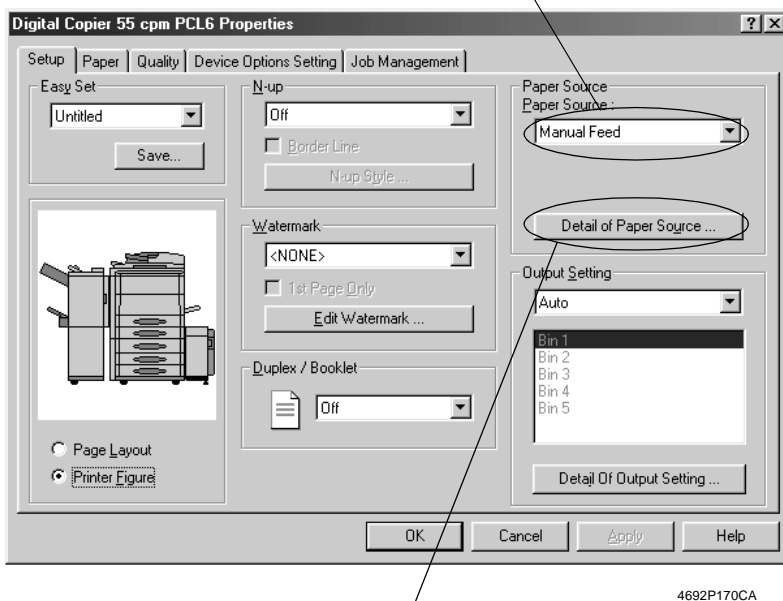 Digital Copier 55 cpm PCL6 Properties
Setup
Paper
Quality
Device Options Setting
Job Management
Easy Set
Untitled
Save...
Page Layout
Printer Figure
N-up
Off
Border Line
N-up Style ...
Watermark
<NONE>
1st Page Only
Edit Watermark ...
Duplex / Booklet
Off
Paper Source
Paper Source :
Manual Feed
Detail of Paper Source ...
Output Setting
Auto
Bin 1
Bin 2
Bin 3
Bin 4
Bin 5
Detail Of Output Setting ...
OK
Cancel
Apply
Help
4692P170CA